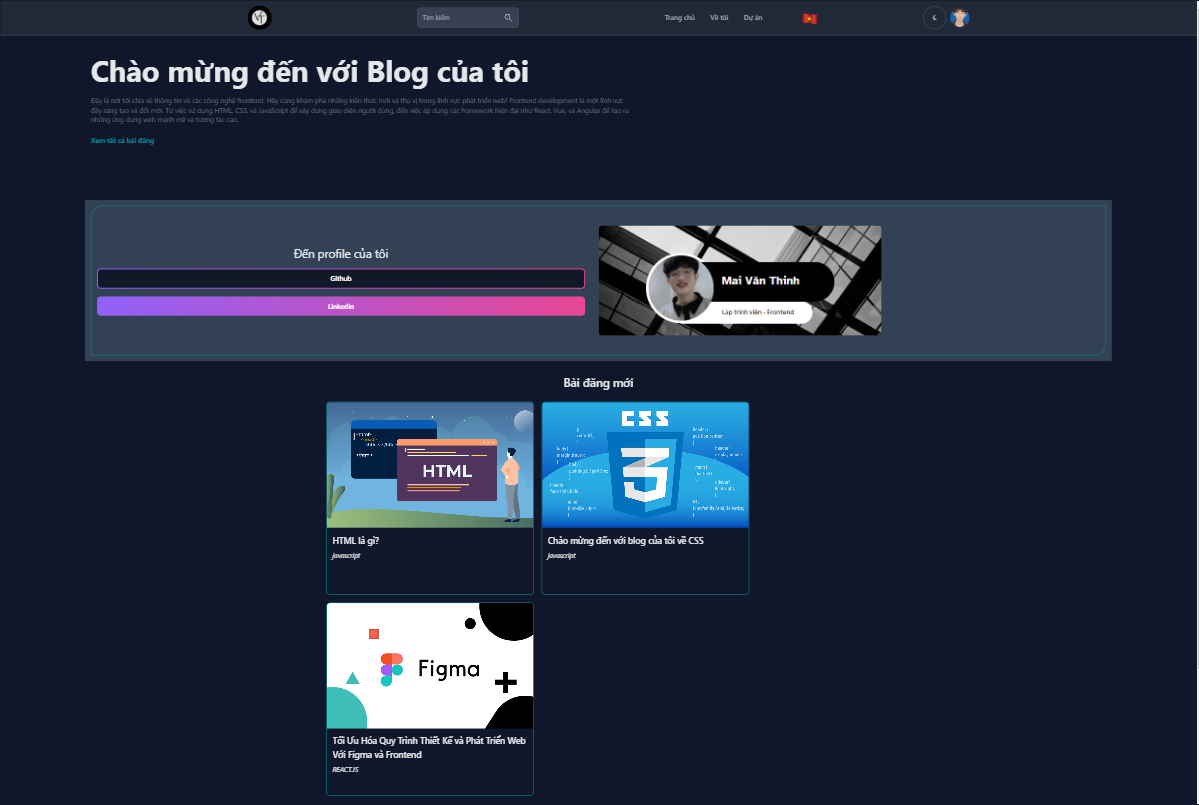 Tìm kiếm
Trang chủ Về tôi Dự án
Chào mừng đến với Blog của tôi
Đây là nơi tôi chia sẻ thông tin về các công nghệ frontend. Hãy cùng khám phá những kiến thức mới và thú vị trong lĩnh vực phát triển web! Frontend development là một lĩnh vực
đầy sáng tạo và đổi mới. Từ việc sử dụng HTML, CSS, và JavaScript để xây dựng giao diện người dùng, đến việc áp dụng các framework hiện đại như React, Vue, và Angular để tạo ra
những ứng dụng web mạnh mẽ và tương tác cao.
Xem tất cả bài đăng
Đến profile của tôi
Github
Linkedin
Mai Văn Thinh
Lập trình viên - Frontend
Bài đăng mới
HTML
CSS
3
HTML là gì?
javascript
Chào mừng đến với blog của tôi về CSS
javascript
Figma
Tối Ưu Hóa Quy Trình Thiết Kế và Phát Triển Web
Với Figma và Frontend
REACTJS